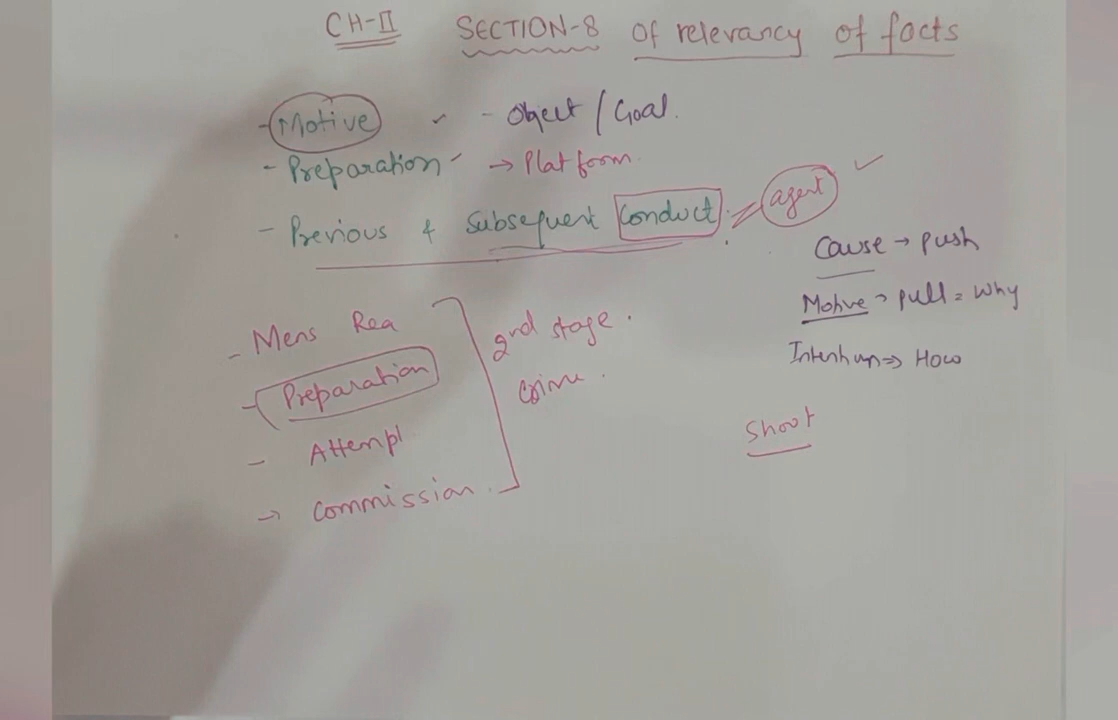 CH-II SECTION-8 Of relevancy of facts
- Motive ✓ - Object / Goal.
- Preparation ✓ → Platform.
- Previous & Subsequent Conduct. agent ✓
Cause → push
Motive → pull = Why
Intention => How
- Mens Rea
- Preparation
- Attempt
→ Commission.
2nd stage.
Crime.
Shoot